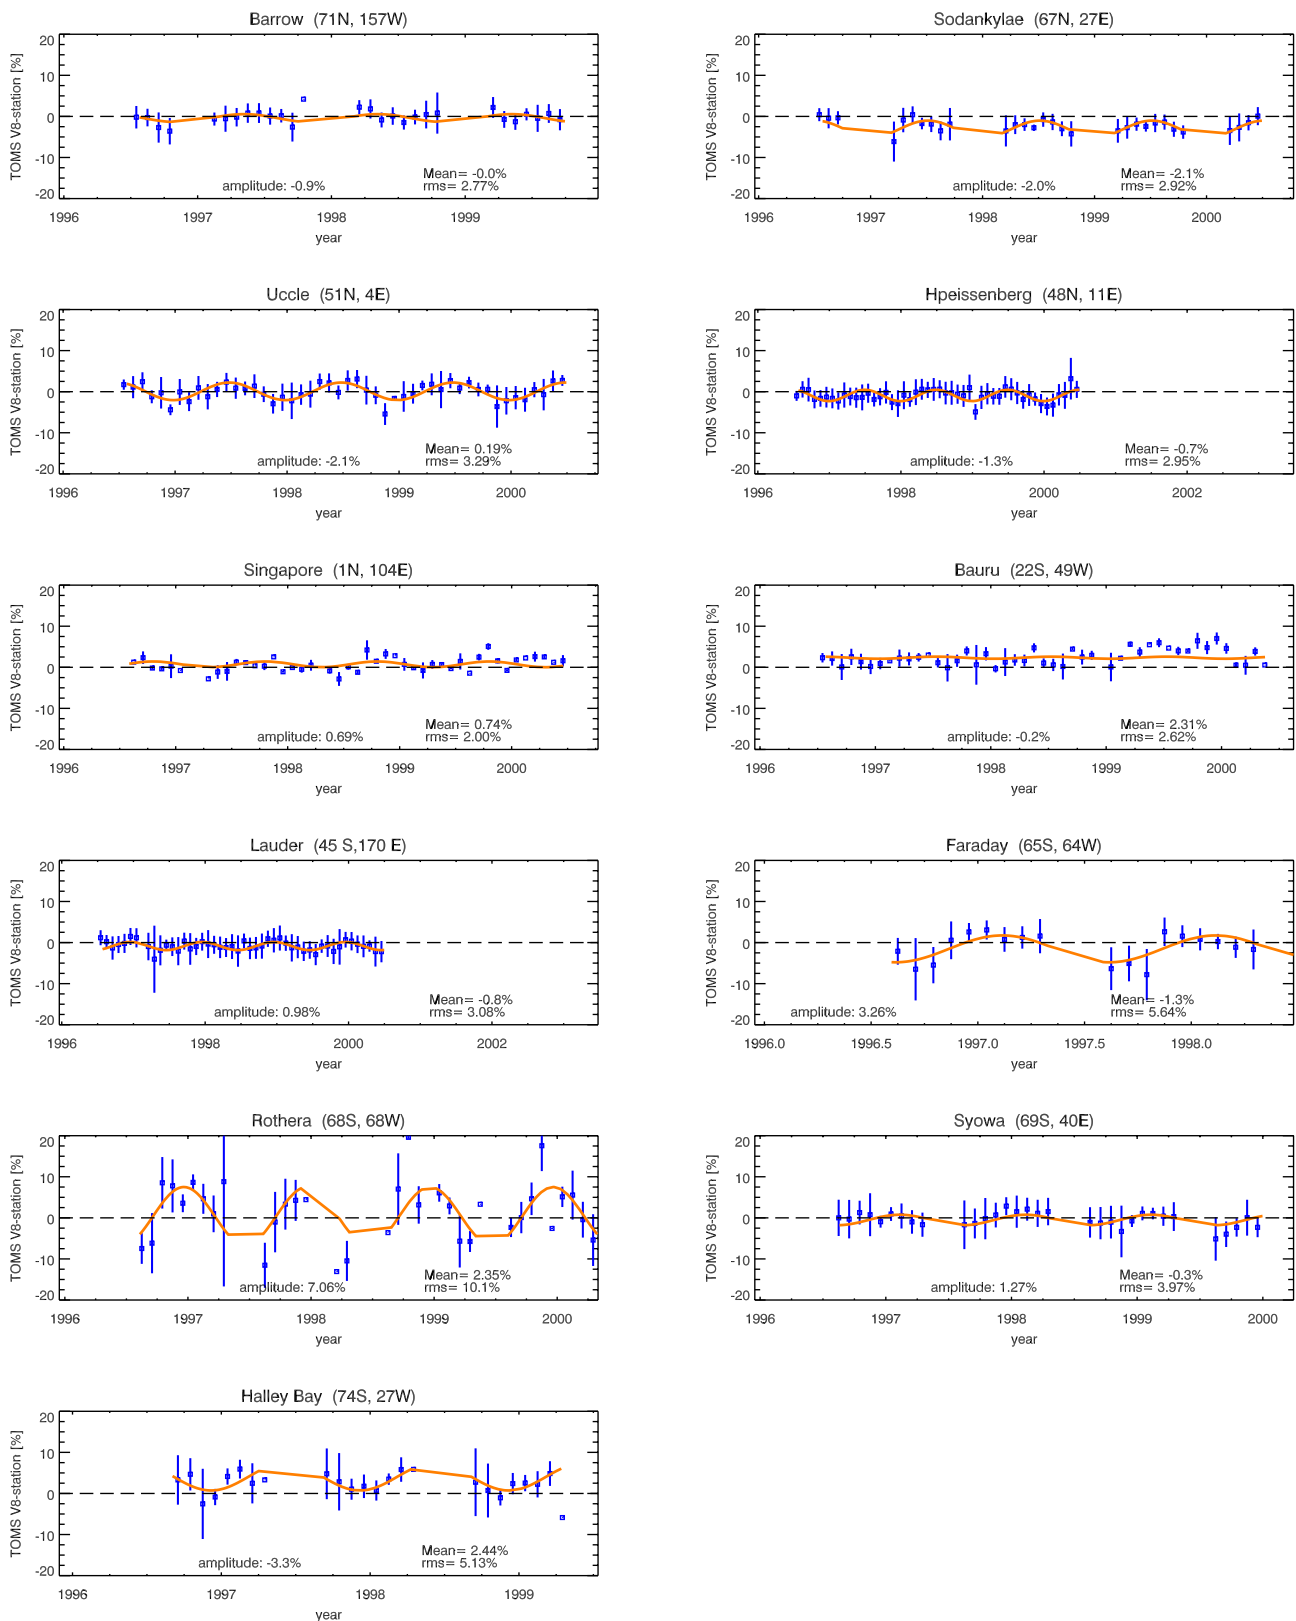 Barrow (71N, 157W)
TOMS V8-station [%]
20
10
0
-10
-20
amplitude: -0.9%
Mean= -0.0%
rms= 2.77%
1996 1997 1998 1999
year
Sodankylae (67N, 27E)
TOMS V8-station [%]
20
10
0
-10
-20
amplitude: -2.0%
Mean= -2.1%
rms= 2.92%
1996 1997 1998 1999 2000
year
Uccle (51N, 4E)
TOMS V8-station [%]
20
10
0
-10
-20
amplitude: -2.1%
Mean= 0.19%
rms= 3.29%
1996 1997 1998 1999 2000
year
Hpeissenberg (48N, 11E)
TOMS V8-station [%]
20
10
0
-10
-20
amplitude: -1.3%
Mean= -0.7%
rms= 2.95%
1996 1998 2000 2002
year
Singapore (1N, 104E)
TOMS V8-station [%]
20
10
0
-10
-20
amplitude: 0.69%
Mean= 0.74%
rms= 2.00%
1996 1997 1998 1999 2000
year
Bauru (22S, 49W)
TOMS V8-station [%]
20
10
0
-10
-20
amplitude: -0.2%
Mean= 2.31%
rms= 2.62%
1996 1997 1998 1999 2000
year
Lauder (45 S,170 E)
TOMS V8-station [%]
20
10
0
-10
-20
amplitude: 0.98%
Mean= -0.8%
rms= 3.08%
1996 1998 2000 2002
year
Faraday (65S, 64W)
TOMS V8-station [%]
20
10
0
-10
-20
amplitude: 3.26%
Mean= -1.3%
rms= 5.64%
1996.0 1996.5 1997.0 1997.5 1998.0
year
Rothera (68S, 68W)
TOMS V8-station [%]
20
10
0
-10
-20
amplitude: 7.06%
Mean= 2.35%
rms= 10.1%
1996 1997 1998 1999 2000
year
Syowa (69S, 40E)
TOMS V8-station [%]
20
10
0
-10
-20
amplitude: 1.27%
Mean= -0.3%
rms= 3.97%
1996 1997 1998 1999 2000
year
Halley Bay (74S, 27W)
TOMS V8-station [%]
20
10
0
-10
-20
amplitude: -3.3%
Mean= 2.44%
rms= 5.13%
1996 1997 1998 1999
year